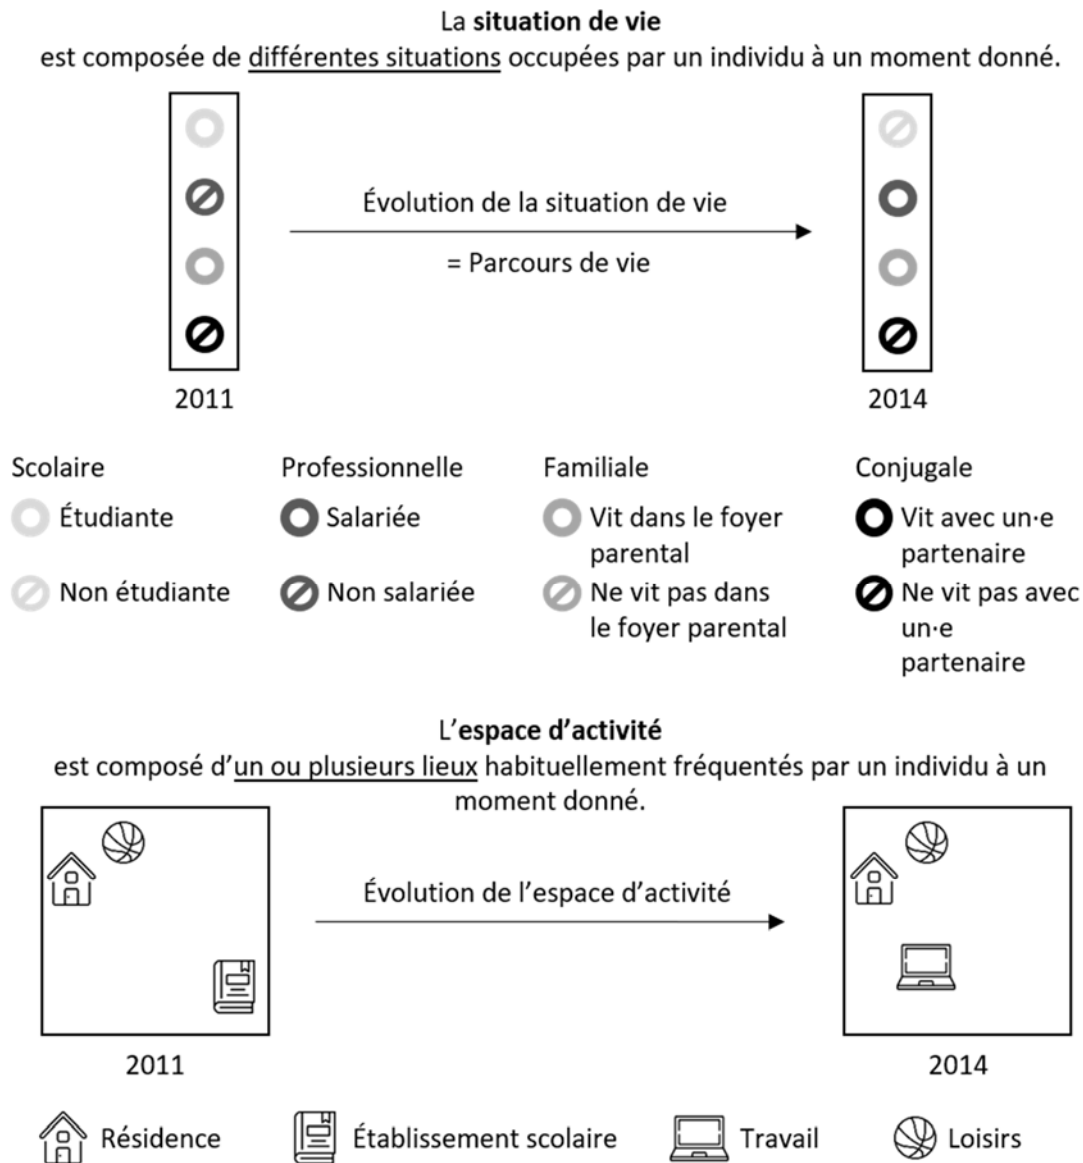 La situation de vie
est composée de différentes situations occupées par un individu à un moment donné.
Évolution de la situation de vie
= Parcours de vie
2011
2014
Scolaire
Professionnelle
Familiale
Conjugale
Étudiante
Salariée
Vit dans le foyer
parental
Vit avec un·e
partenaire
Non étudiante
Non salariée
Ne vit pas dans
le foyer parental
Ne vit pas avec
un·e
partenaire
L’espace d’activité
est composé d’un ou plusieurs lieux habituellement fréquentés par un individu à un
moment donné.
Évolution de l’espace d’activité
2011
2014
Résidence
Établissement scolaire
Travail
Loisirs